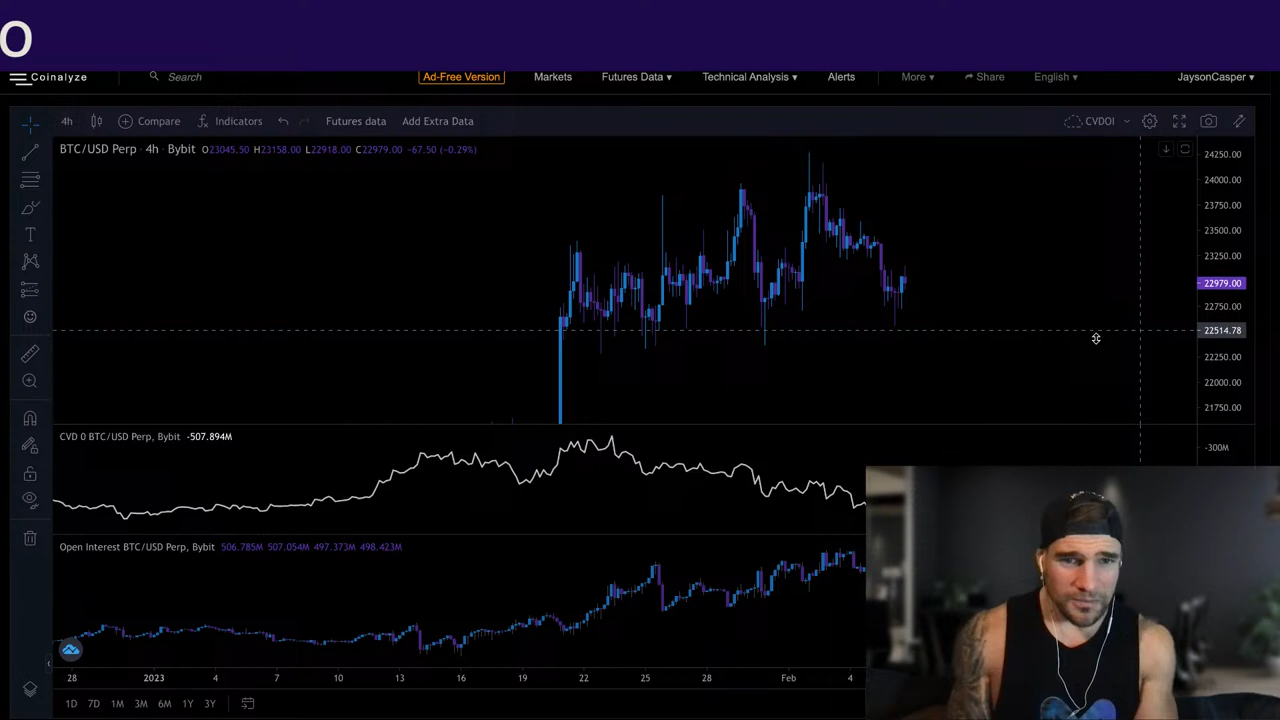 O
Coinalyze
Search
Ad-Free Version
Markets
Futures Data ▾
Technical Analysis ▾
Alerts
More ▾
Share
English ▾
JaysonCasper ▾
4h
Compare
Indicators
Futures data
Add Extra Data
CVDOI
BTC/USD Perp · 4h · Bybit O23045.50 H23158.00 L22918.00 C22979.00 -67.50 (-0.29%)
24250.00
24000.00
23750.00
23500.00
23250.00
22979.00
22750.00
22514.78
22250.00
22000.00
21750.00
CVD 0 BTC/USD Perp, Bybit -507.894M
-300M
Open Interest BTC/USD Perp, Bybit 506.785M 507.054M 497.373M 498.423M
28 2023 4 7 10 13 16 19 22 25 28 Feb 4
1D 7D 1M 3M 6M 1Y 3Y